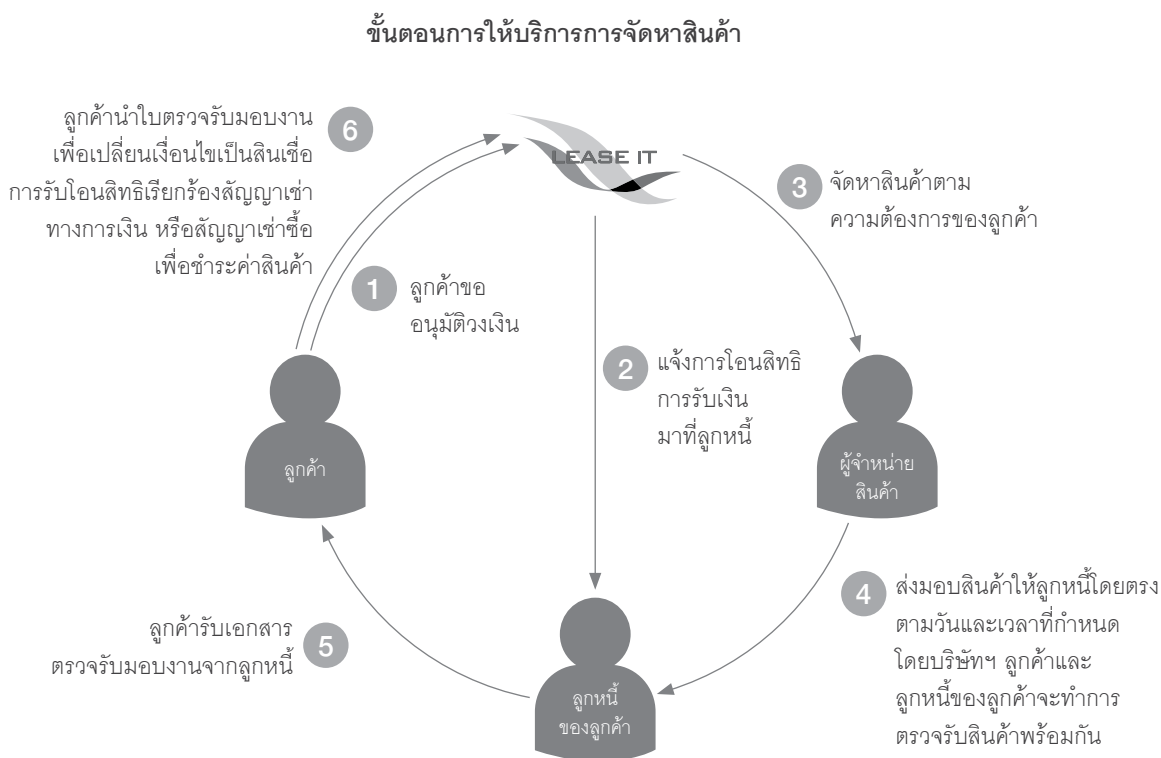 ขั้นตอนการให้บริการการจัดหาสินค้า
6
ลูกค้านำใบตรวจรับมอบงาน
เพื่อเปลี่ยนเงื่อนไขเป็นสินเชื่อ
การรับโอนสิทธิเรียกร้องสัญญาเช่า
ทางการเงิน หรือสัญญาเช่าซื้อ
เพื่อชำระค่าสินค้า
LEASE IT
3
จัดหาสินค้าตาม
ความต้องการของลูกค้า
1
ลูกค้าขอ
อนุมัติวงเงิน
2
แจ้งการโอนสิทธิ
การรับเงิน
มาที่ลูกหนี้
ลูกค้า
ผู้จำหน่าย
สินค้า
5
ลูกค้ารับเอกสาร
ตรวจรับมอบงานจากลูกหนี้
ลูกหนี้
ของลูกค้า
4
ส่งมอบสินค้าให้ลูกหนี้โดยตรง
ตามวันและเวลาที่กำหนด
โดยบริษัทฯ ลูกค้าและ
ลูกหนี้ของลูกค้าจะทำการ
ตรวจรับสินค้าพร้อมกัน